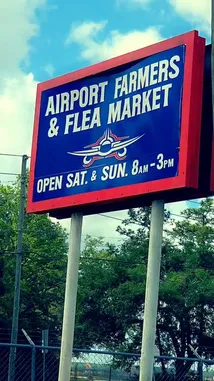 AIRPORT FARMERS
& FLEA MARKET
OPEN SAT. & SUN. 8AM-3PM